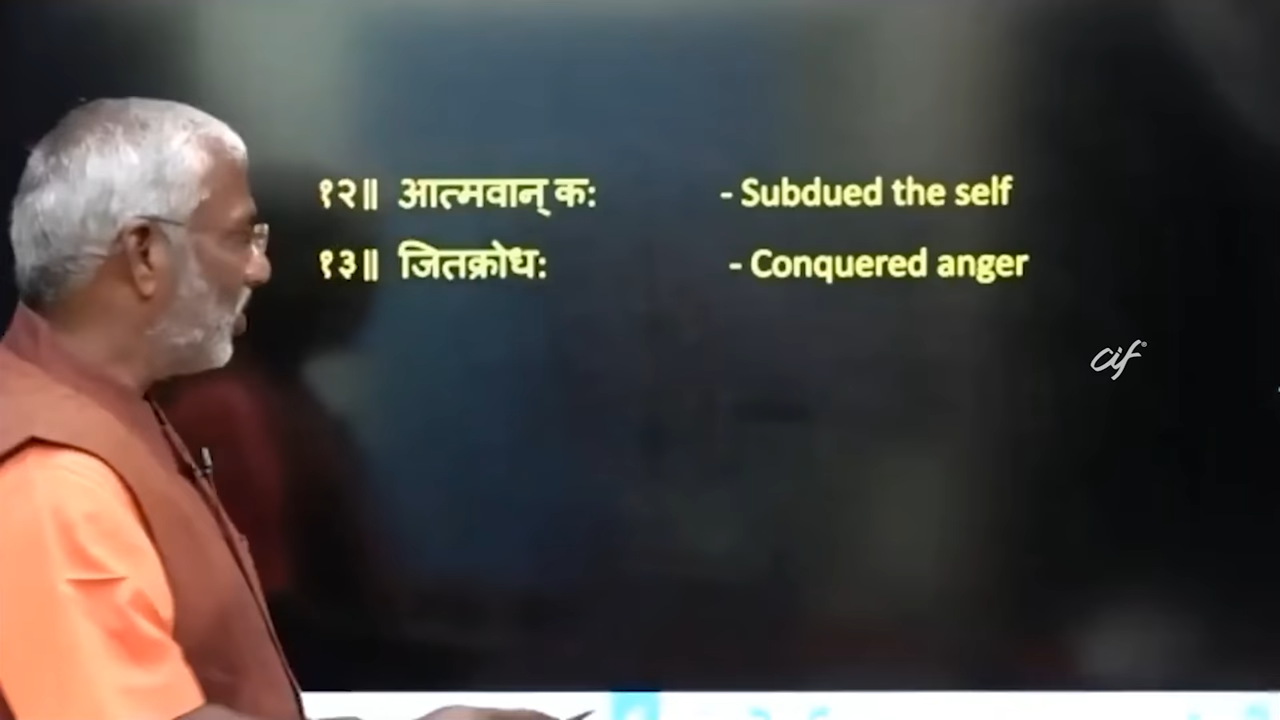 १२॥ आत्मवान् कः - Subdued the self
१३॥ जितक्रोधः - Conquered anger
cif